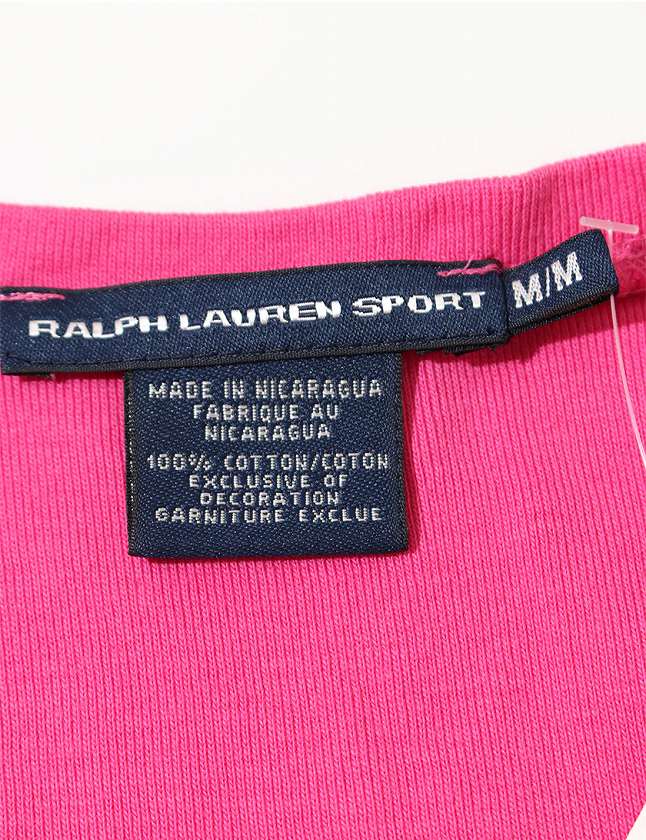 RALPH LAUREN SPORT
M/M
MADE IN NICARAGUA
FABRIQUE AU
NICARAGUA
100% COTTON/COTON
EXCLUSIVE OF
DECORATION
GARNITURE EXCLUE